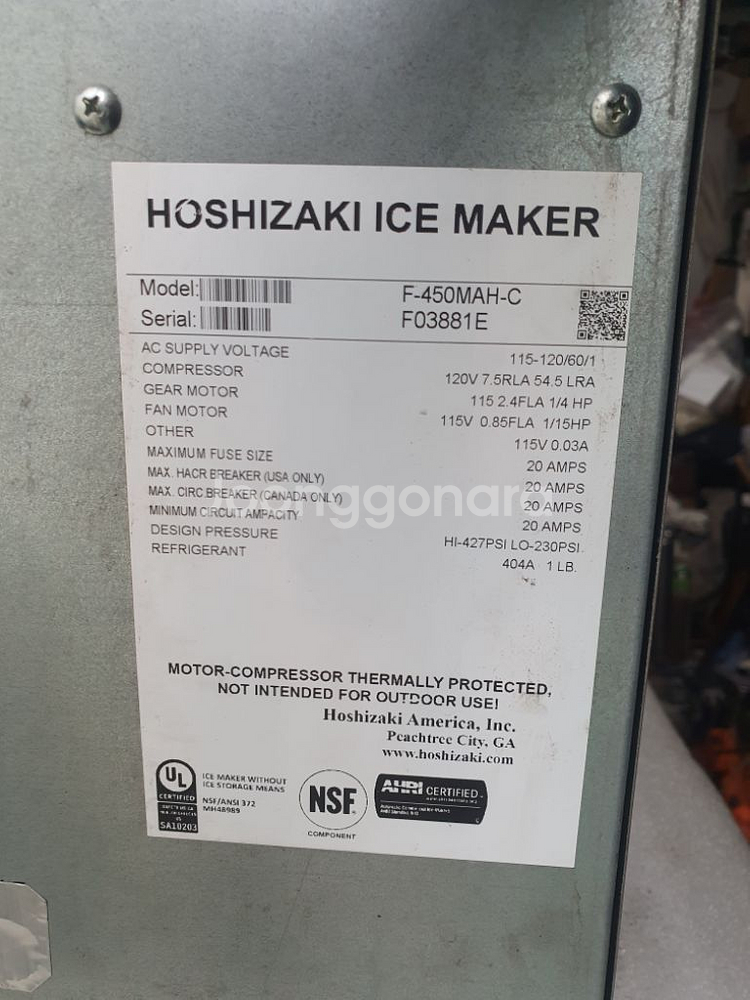 HOSHIZAKI ICE MAKER
Model: F-450MAH-C
Serial: F03881E
AC SUPPLY VOLTAGE 115-120/60/1
COMPRESSOR 120V 7.5RLA 54.5 LRA
GEAR MOTOR 115 2.4FLA 1/4 HP
FAN MOTOR 115V 0.85FLA 1/15HP
OTHER 115V 0.03A
MAXIMUM FUSE SIZE 20 AMPS
MAX. HACR BREAKER (USA ONLY) 20 AMPS
MAX. CIRC.BREAKER (CANADA ONLY) 20 AMPS
MINIMUM CIRCUIT AMPACITY 20 AMPS
DESIGN PRESSURE HI-427PSI LO-230PSI.
REFRIGERANT 404A 1 LB.
MOTOR-COMPRESSOR THERMALLY PROTECTED,
NOT INTENDED FOR OUTDOOR USE!
Hoshizaki America, Inc.
Peachtree City, GA
www.hoshizaki.com
UL
CERTIFIED
SA10203
ICE MAKER WITHOUT
ICE STORAGE MEANS
NSF/ANSI 372
MH48989
NSF
COMPONENT
AHRI CERTIFIED